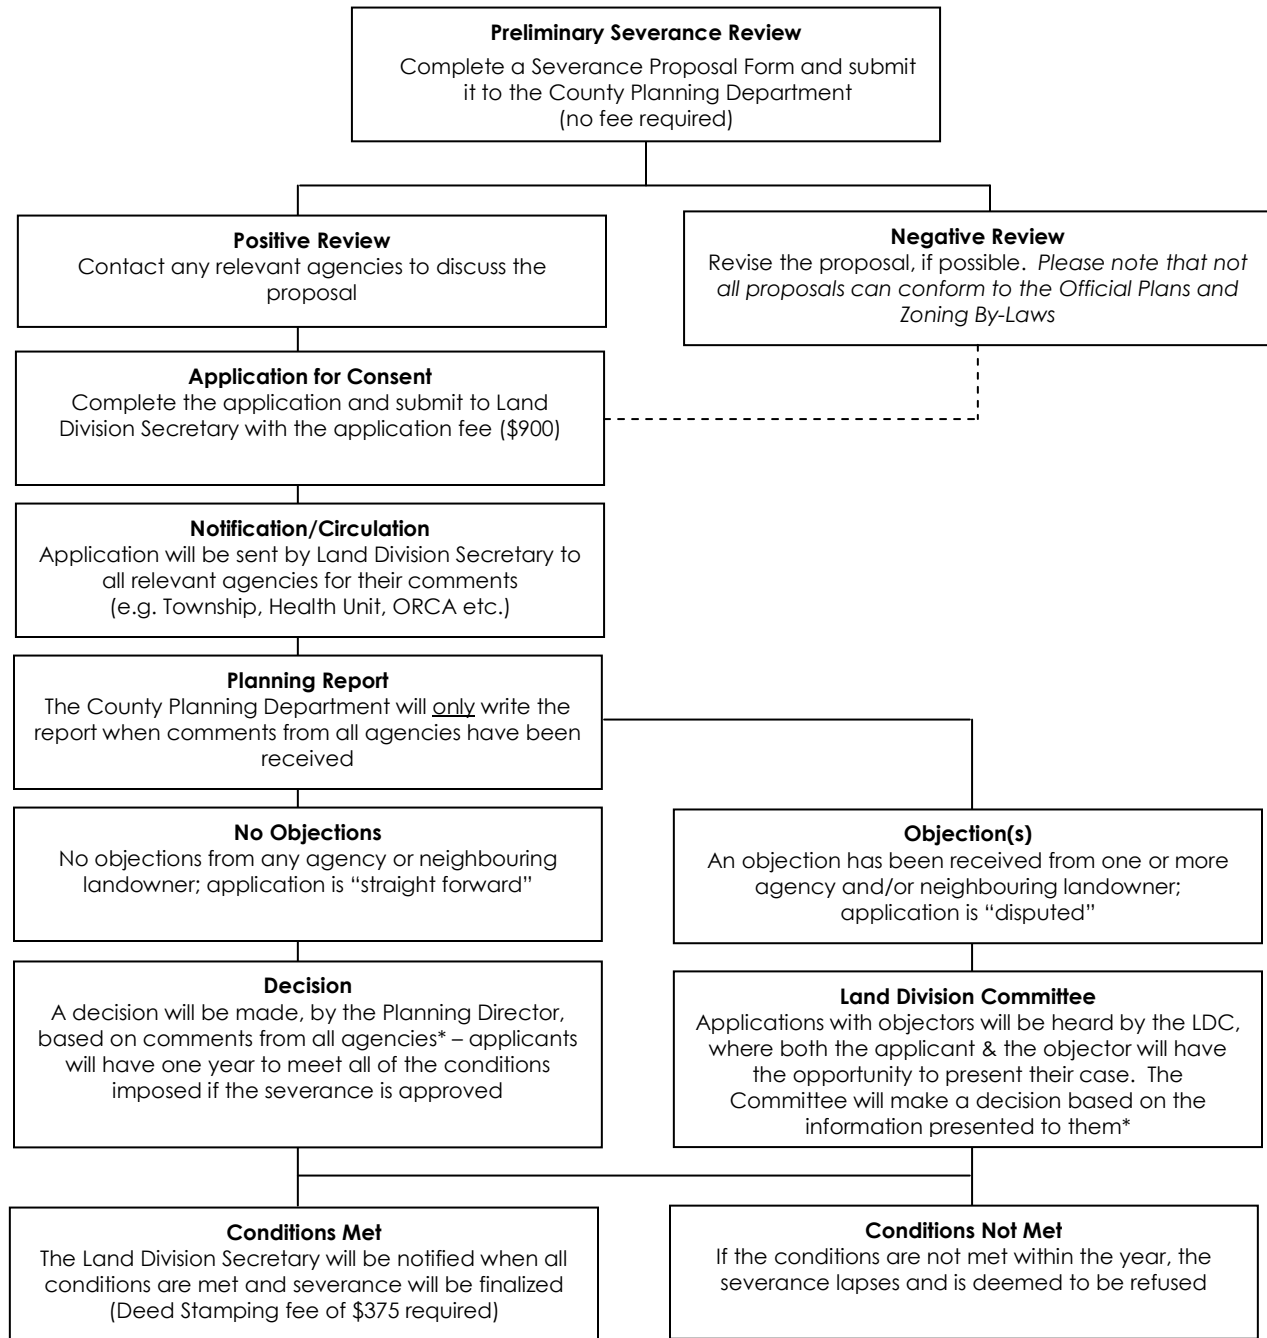 Preliminary Severance Review
Complete a Severance Proposal Form and submit
it to the County Planning Department
(no fee required)
Positive Review
Contact any relevant agencies to discuss the
proposal
Negative Review
Revise the proposal, if possible.  Please note that not
all proposals can conform to the Official Plans and
Zoning By-Laws
Application for Consent
Complete the application and submit to Land
Division Secretary with the application fee ($900)
Notification/Circulation
Application will be sent by Land Division Secretary to
all relevant agencies for their comments
(e.g. Township, Health Unit, ORCA etc.)
Planning Report
The County Planning Department will only write the
report when comments from all agencies have been
received
No Objections
No objections from any agency or neighbouring
landowner; application is “straight forward”
Objection(s)
An objection has been received from one or more
agency and/or neighbouring landowner;
application is “disputed”
Decision
A decision will be made, by the Planning Director,
based on comments from all agencies* – applicants
will have one year to meet all of the conditions
imposed if the severance is approved
Land Division Committee
Applications with objectors will be heard by the LDC,
where both the applicant & the objector will have
the opportunity to present their case.  The
Committee will make a decision based on the
information presented to them*
Conditions Met
The Land Division Secretary will be notified when all
conditions are met and severance will be finalized
(Deed Stamping fee of $375 required)
Conditions Not Met
If the conditions are not met within the year, the
severance lapses and is deemed to be refused